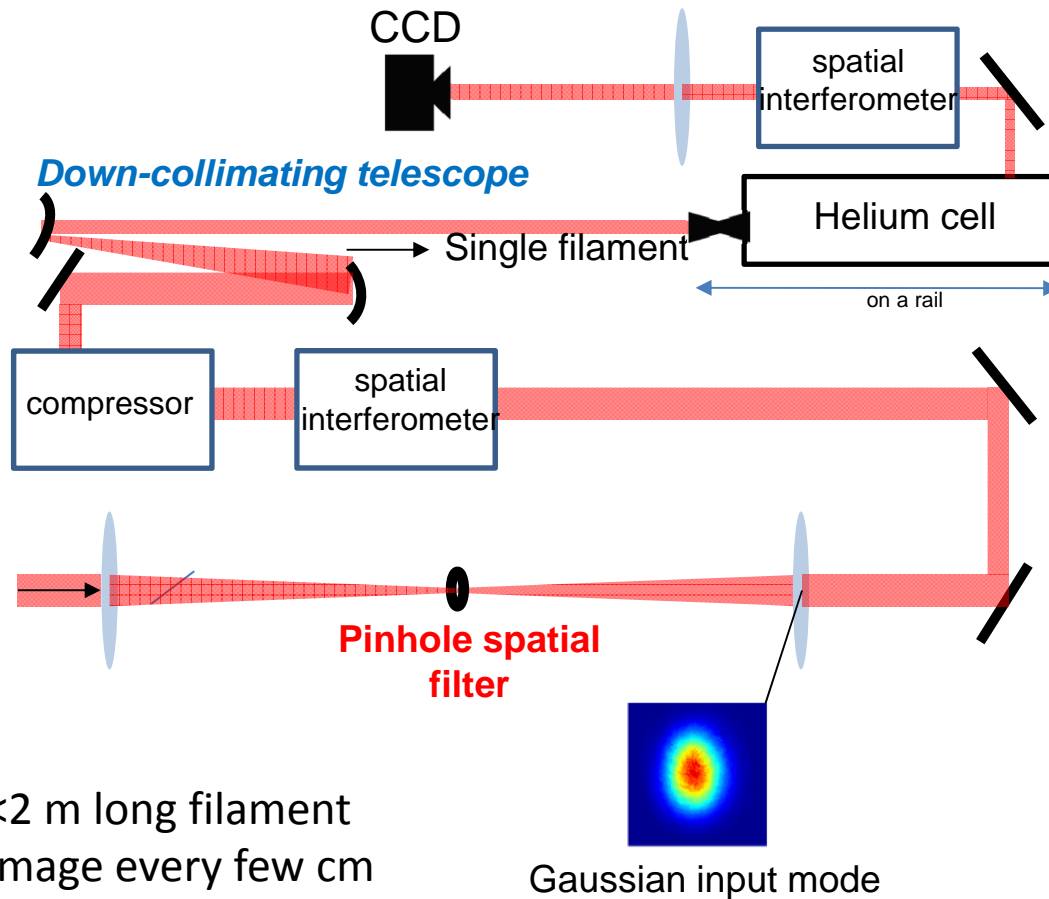 CCD
spatial
interferometer
Down-collimating telescope
Helium cell
Single filament
on a rail
compressor
spatial
interferometer
Pinhole spatial
filter
<2 m long filament
mage every few cm
Gaussian input mode